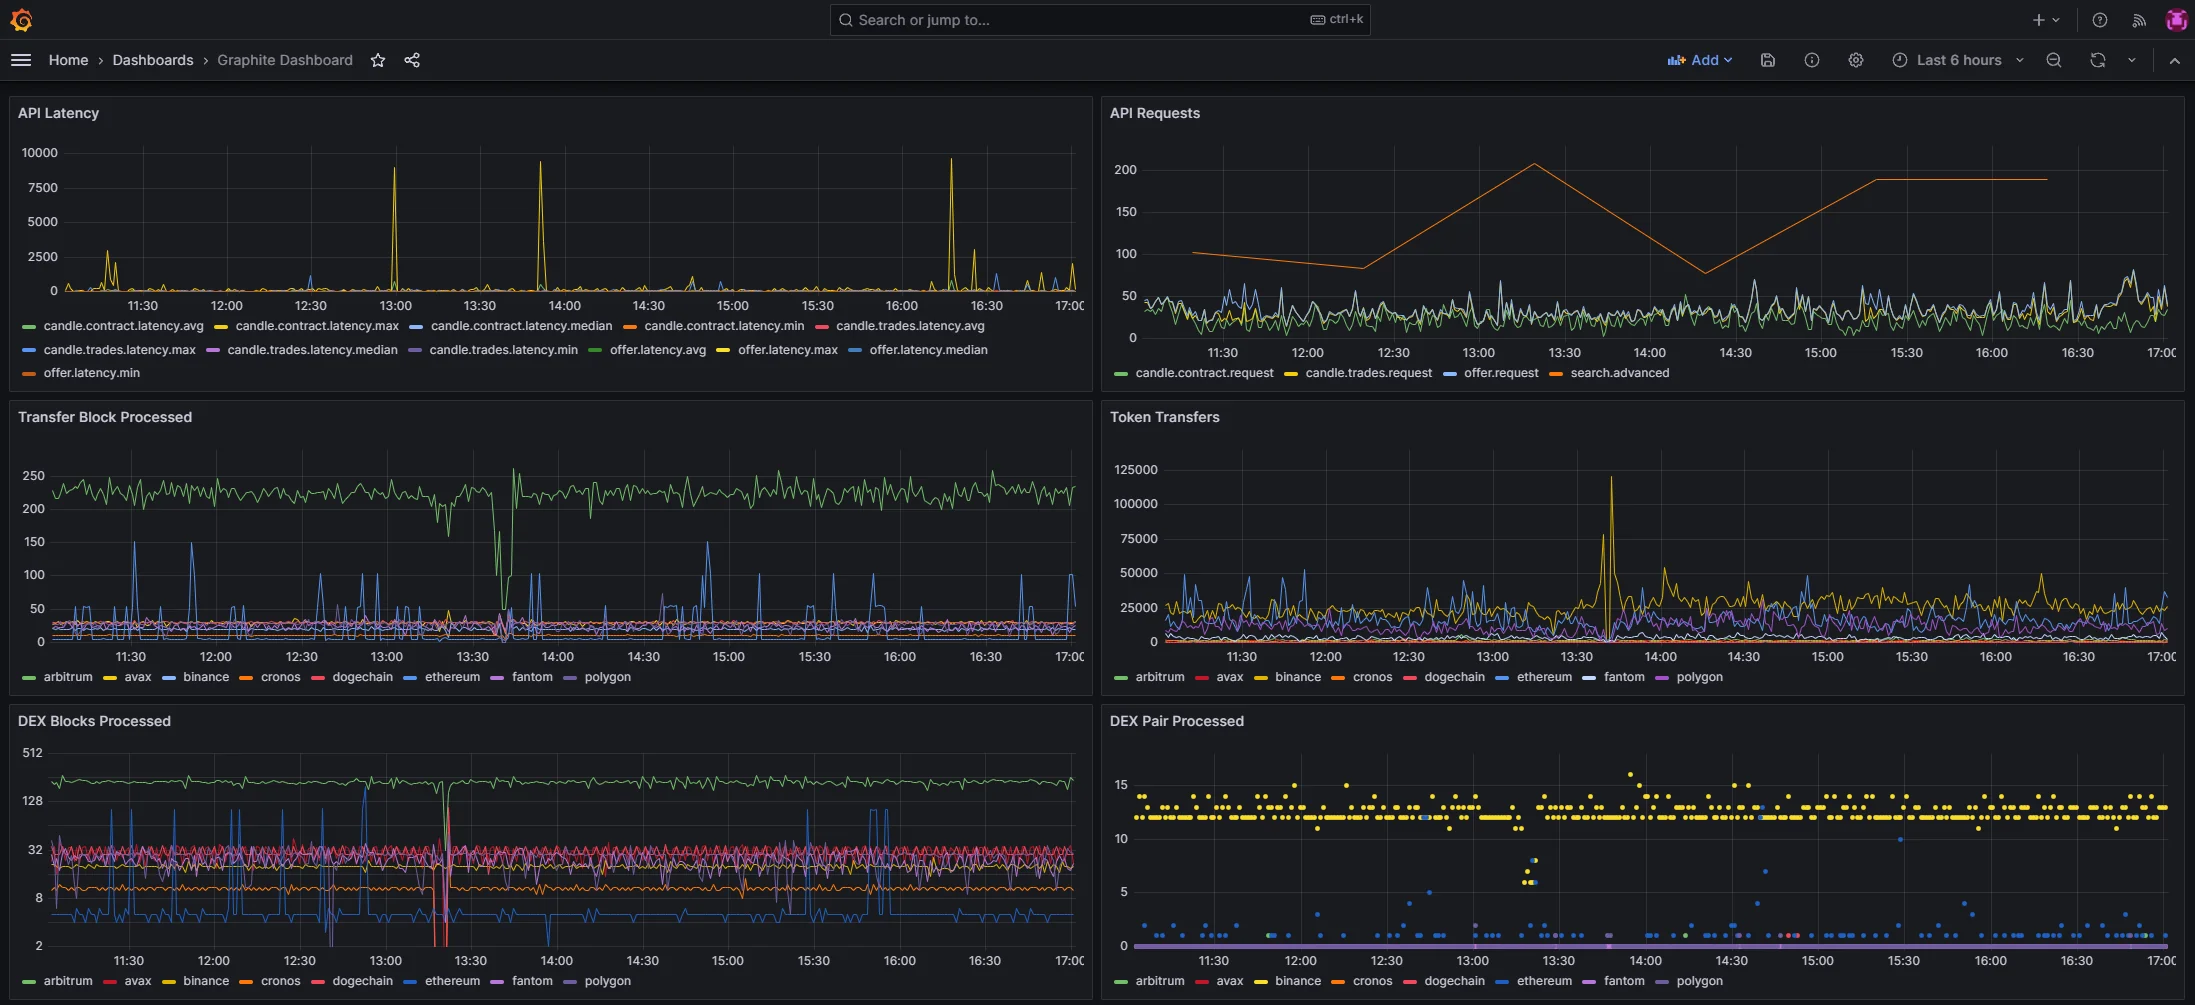 Search or jump to... ctrl+k
Home › Dashboards › Graphite Dashboard Add Last 6 hours
API Latency
10000
7500
5000
2500
0
11:30 12:00 12:30 13:00 13:30 14:00 14:30 15:00 15:30 16:00 16:30 17:00
candle.contract.latency.avg candle.contract.latency.max candle.contract.latency.median candle.contract.latency.min candle.trades.latency.avg
candle.trades.latency.max candle.trades.latency.median candle.trades.latency.min offer.latency.avg offer.latency.max offer.latency.median
offer.latency.min
API Requests
200
150
100
50
0
11:30 12:00 12:30 13:00 13:30 14:00 14:30 15:00 15:30 16:00 16:30 17:00
candle.contract.request candle.trades.request offer.request search.advanced
Transfer Block Processed
250
200
150
100
50
0
11:30 12:00 12:30 13:00 13:30 14:00 14:30 15:00 15:30 16:00 16:30 17:00
arbitrum avax binance cronos dogechain ethereum fantom polygon
Token Transfers
125000
100000
75000
50000
25000
0
11:30 12:00 12:30 13:00 13:30 14:00 14:30 15:00 15:30 16:00 16:30 17:00
arbitrum avax binance cronos dogechain ethereum fantom polygon
DEX Blocks Processed
512
128
32
8
2
11:30 12:00 12:30 13:00 13:30 14:00 14:30 15:00 15:30 16:00 16:30 17:00
arbitrum avax binance cronos dogechain ethereum fantom polygon
DEX Pair Processed
15
10
5
0
11:30 12:00 12:30 13:00 13:30 14:00 14:30 15:00 15:30 16:00 16:30 17:00
arbitrum avax binance cronos dogechain ethereum fantom polygon